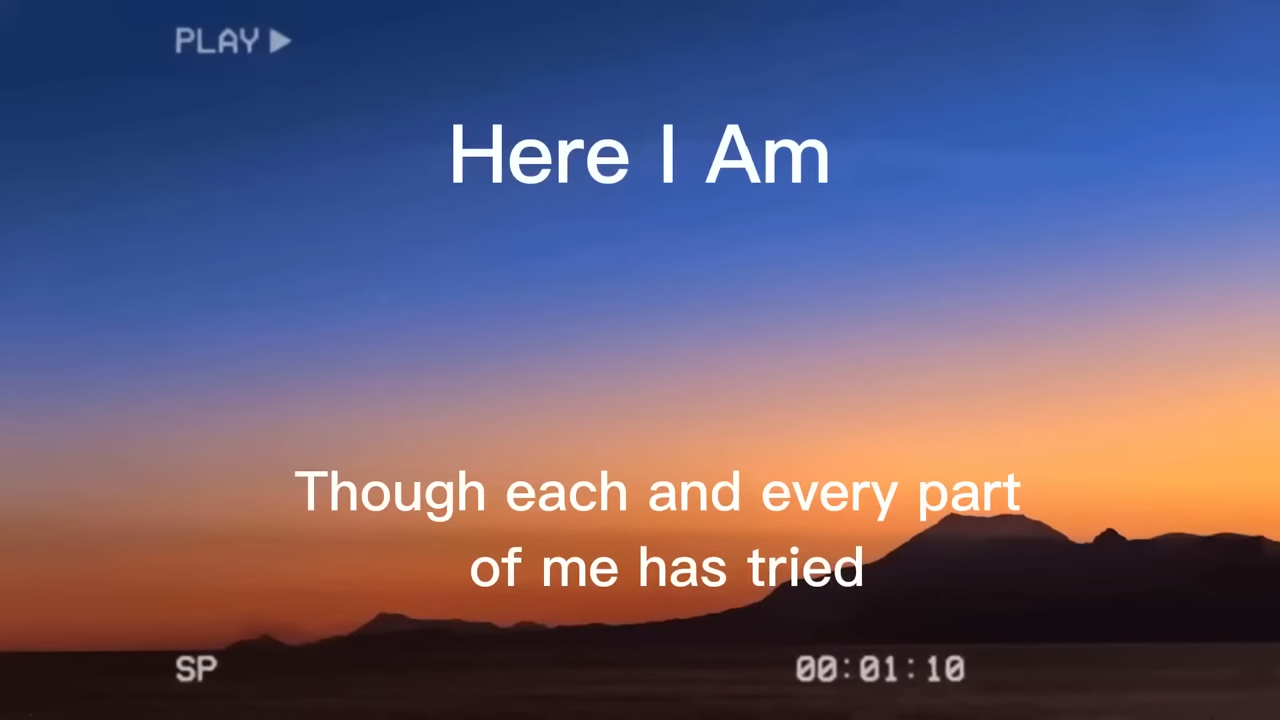 PLAY
Here I Am
Though each and every part
of me has tried
SP
00:01:10